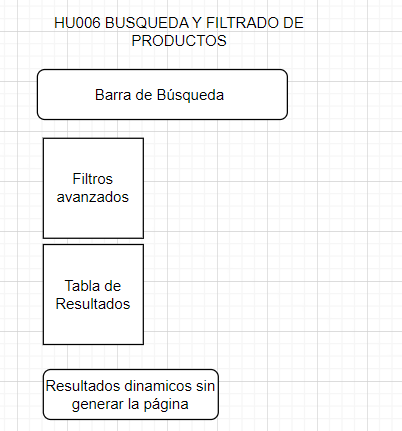 HU006 BUSQUEDA Y FILTRADO DE
PRODUCTOS
Barra de Búsqueda
Filtros
avanzados
Tabla de
Resultados
Resultados dinamicos sin
generar la página